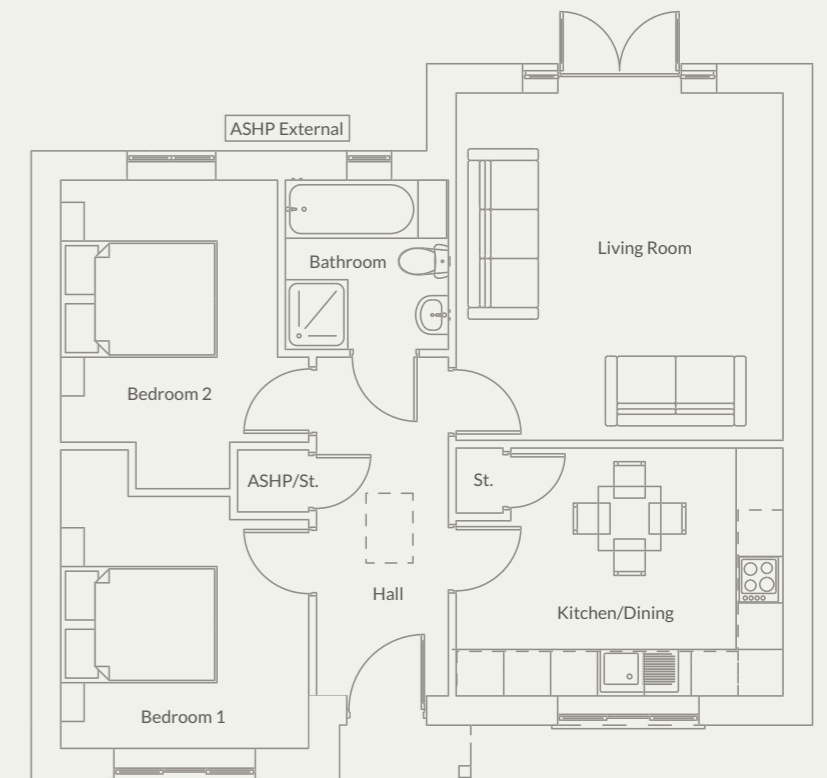 ASHP External
Living Room
Bathroom
Bedroom 2
ASHP/St.
St.
Hall
Kitchen/Dining
Bedroom 1